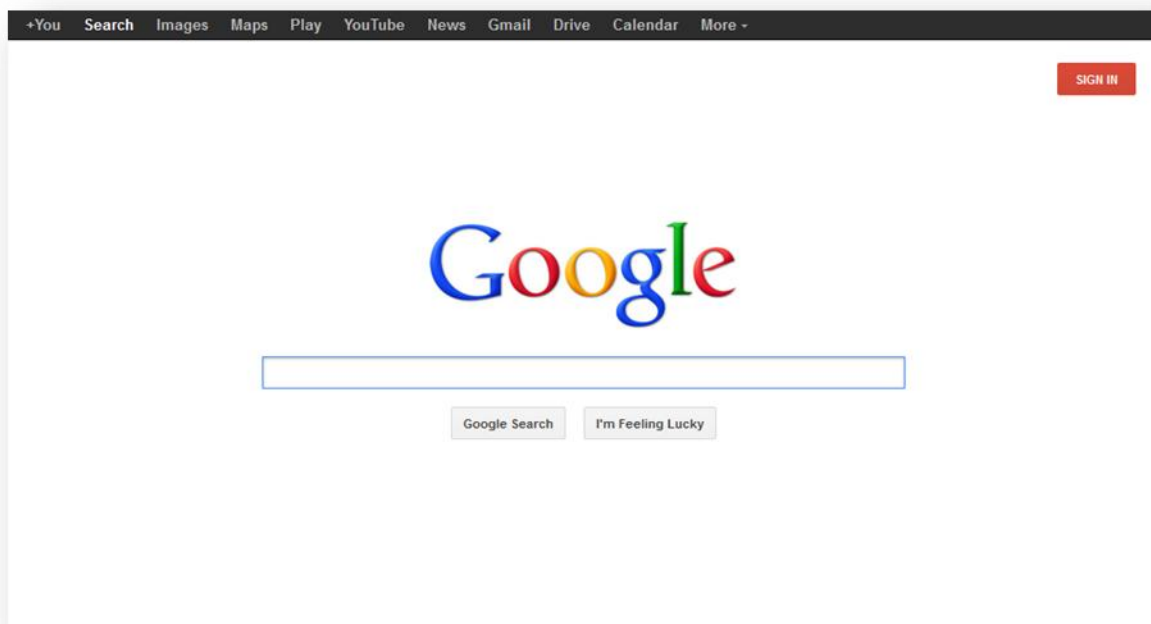 +You Search Images Maps Play YouTube News Gmail Drive Calendar More
SIGN IN
Google
Google Search I'm Feeling Lucky